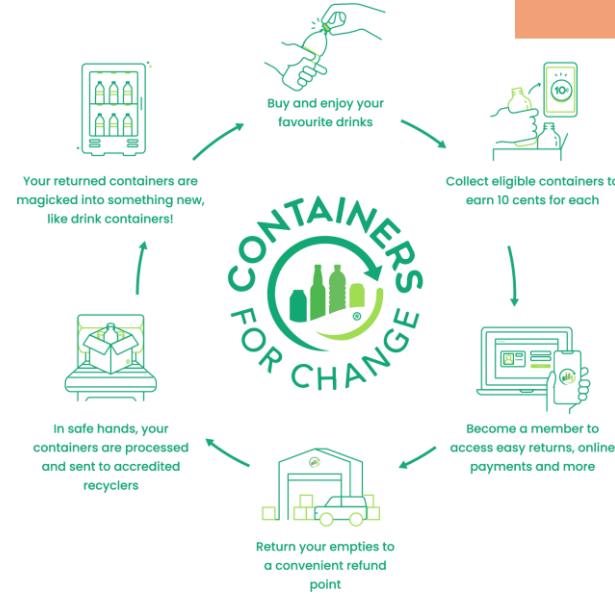 Buy and enjoy your
favourite drinks
10¢
Collect eligible containers to
earn 10 cents for each
Become a member to
access easy returns, online
payments and more
Return your empties to
a convenient refund
point
In safe hands, your
containers are processed
and sent to accredited
recyclers
Your returned containers are
magicked into something new,
like drink containers!
CONTAINERS
FOR CHANGE
®